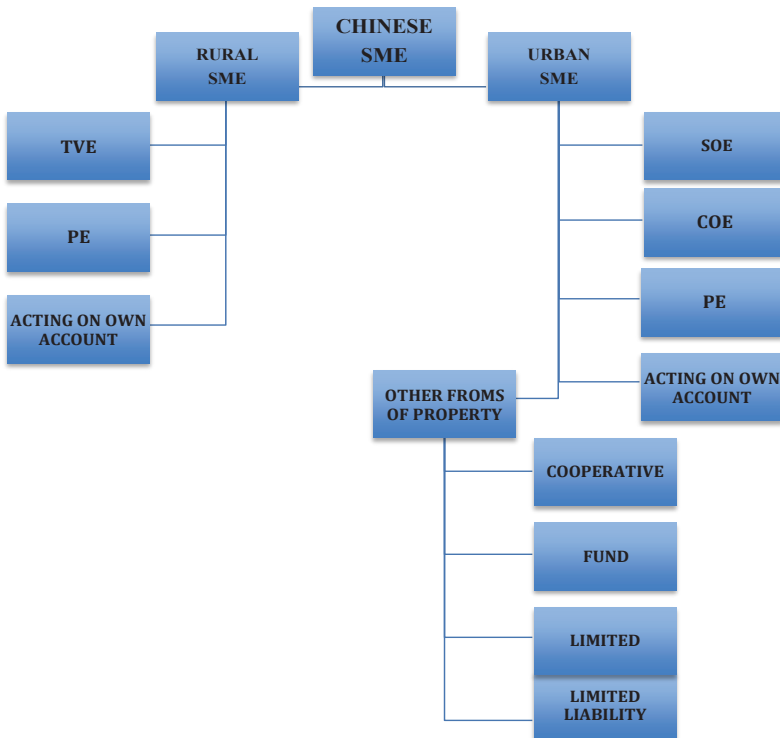 CHINESE
SME
RURAL
SME
URBAN
SME
TVE
PE
ACTING ON OWN
ACCOUNT
SOE
COE
PE
ACTING ON OWN
ACCOUNT
OTHER FROMS
OF PROPERTY
COOPERATIVE
FUND
LIMITED
LIMITED
LIABILITY